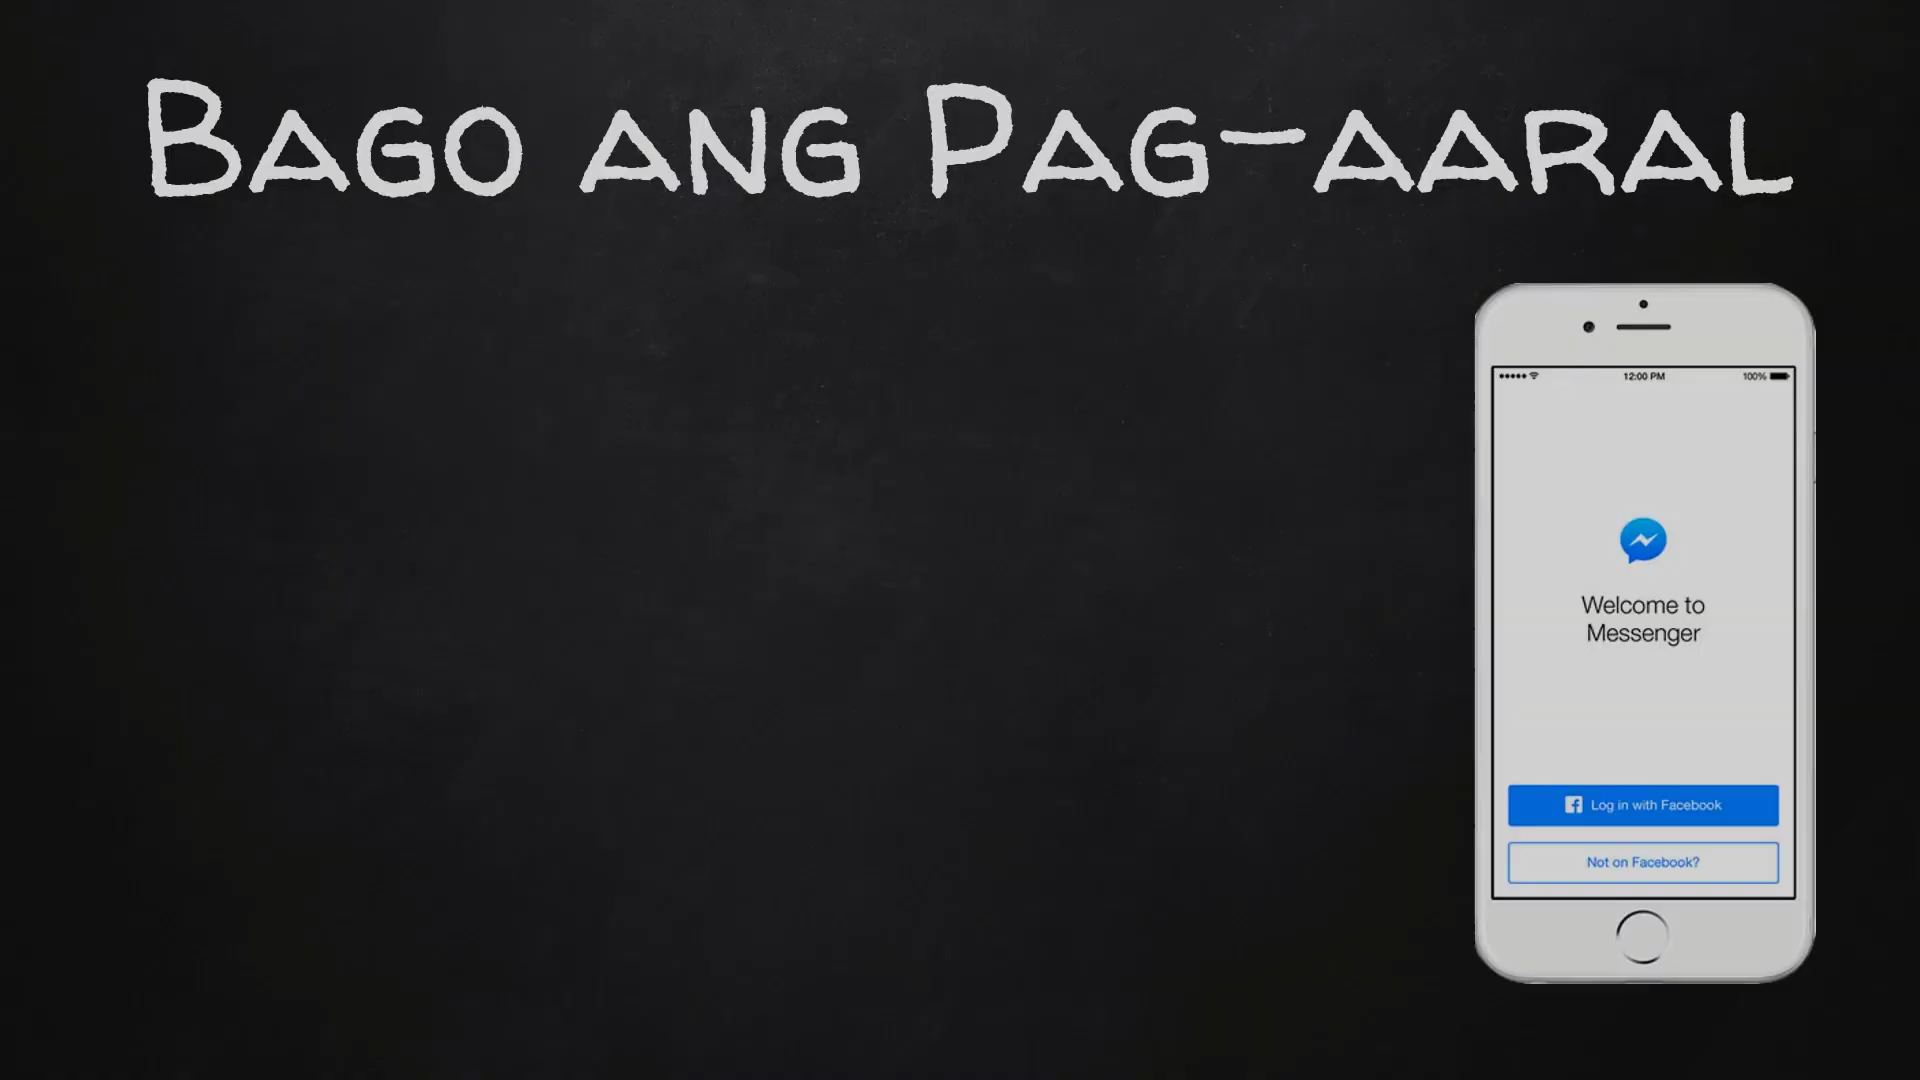 Bago ang Pag-aaral
12:00 PM 100%
Welcome to
Messenger
Log in with Facebook
Not on Facebook?